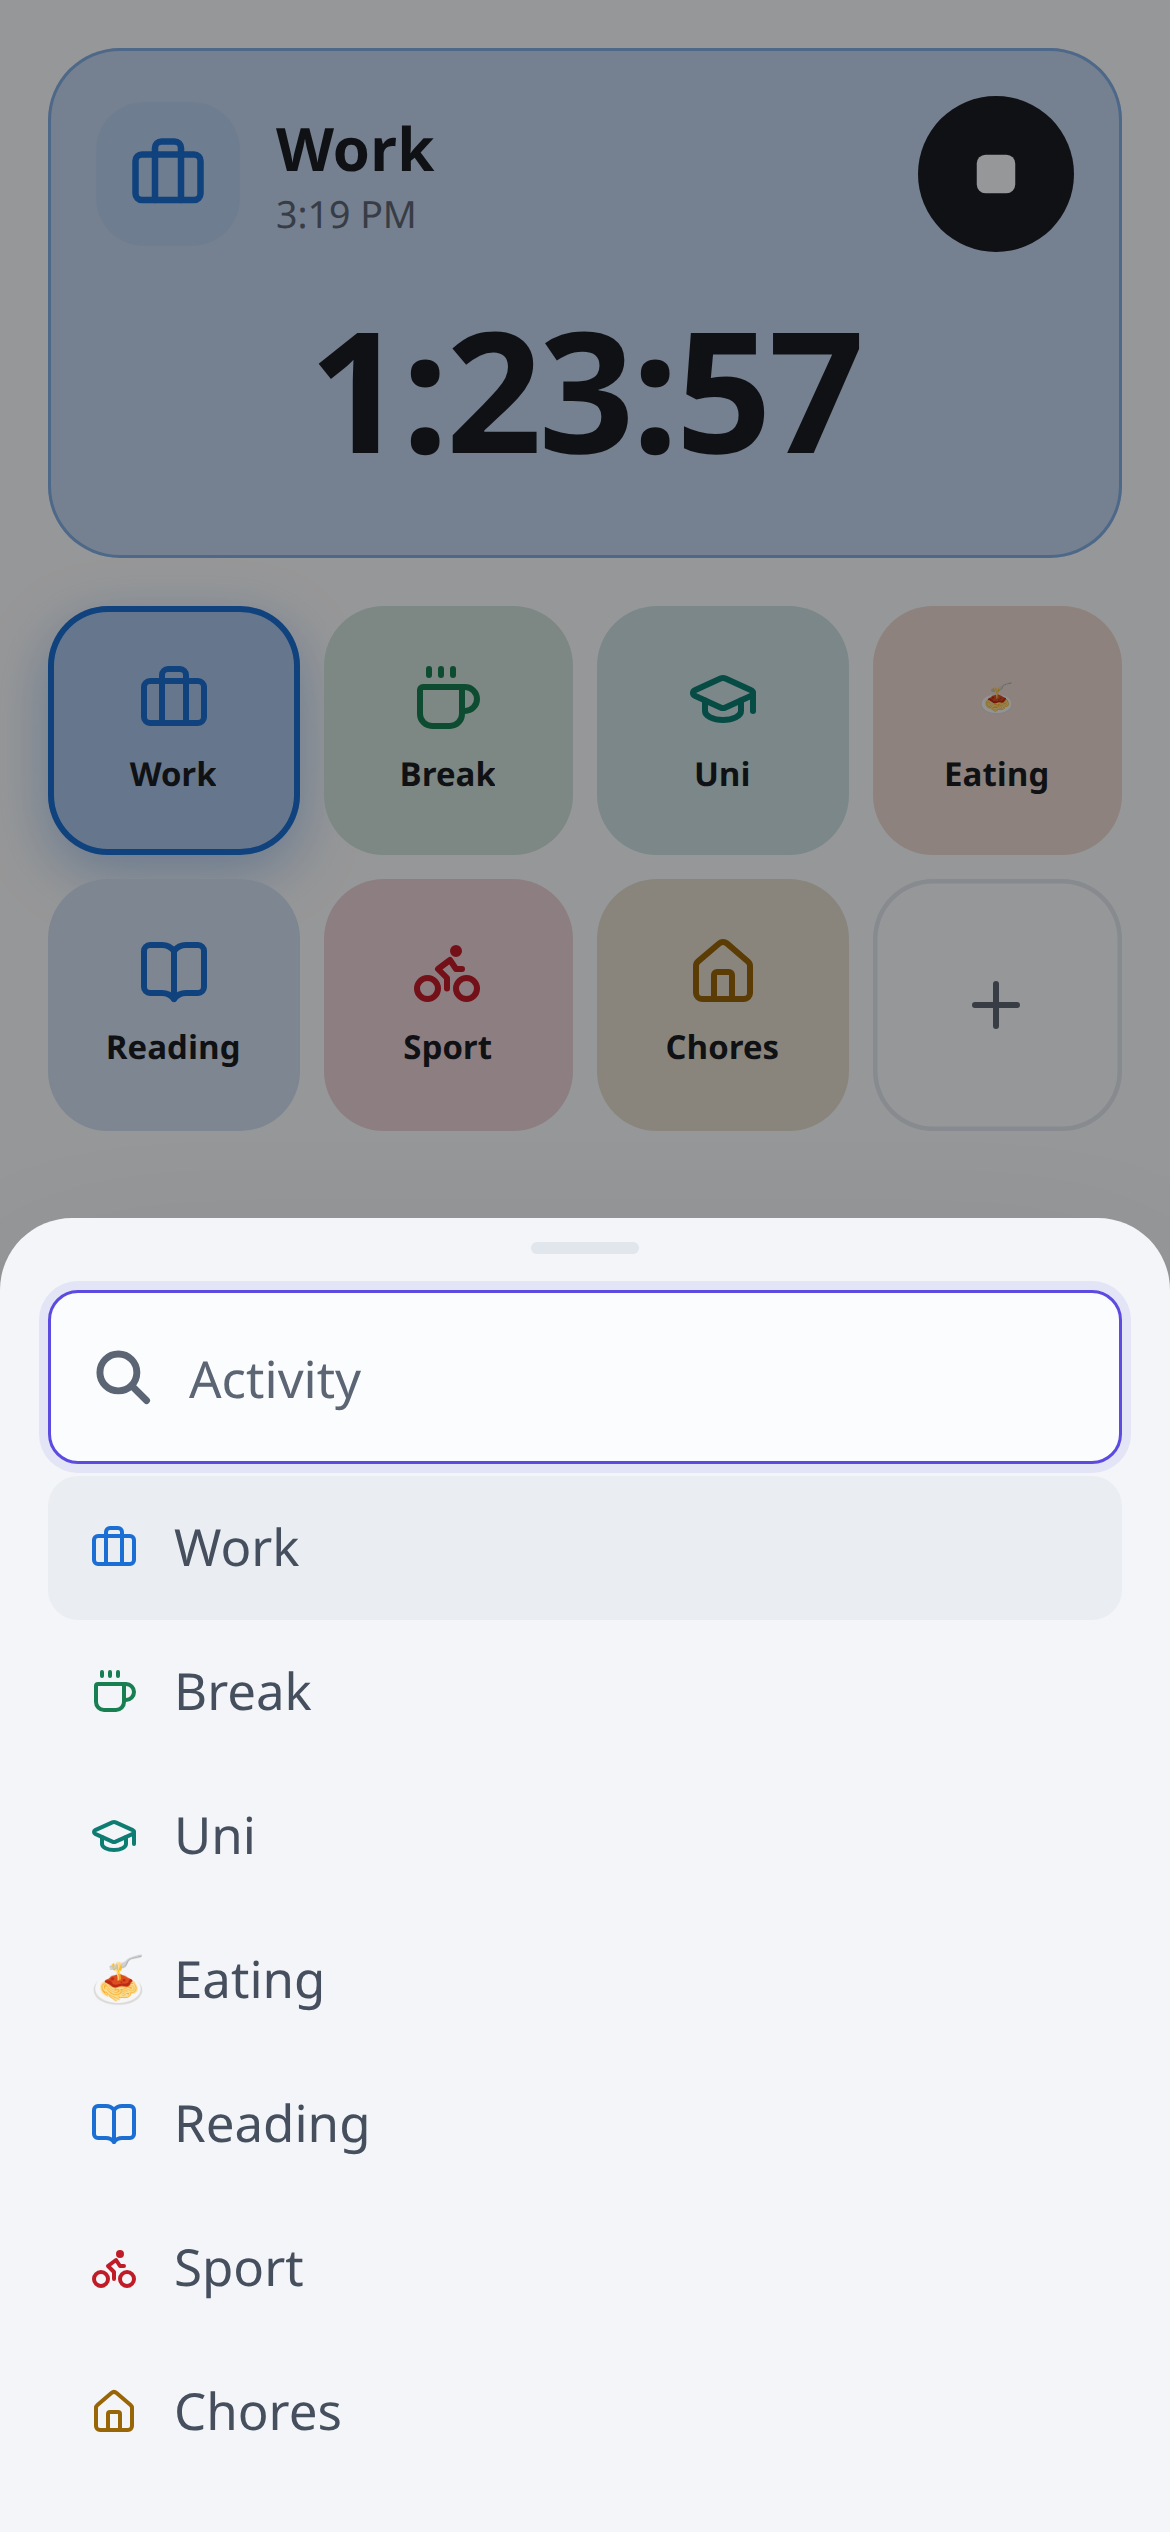 Work
3:19 PM
1:23:57
Work
Break
Uni
Eating
Reading
Sport
Chores
Activity
Work
Break
Uni
Eating
Reading
Sport
Chores